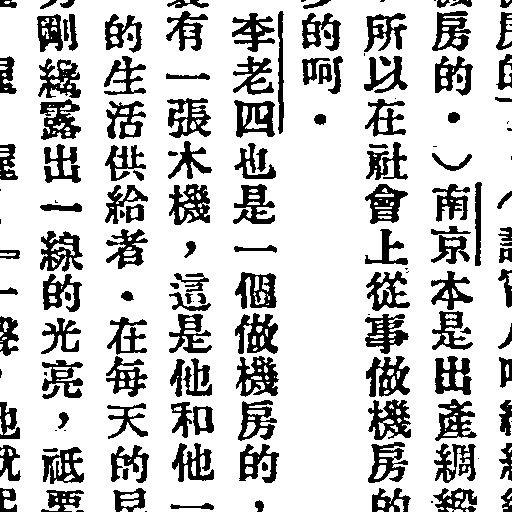 房的・︶南京本是出產綢緞
所以在社會上從事做機房的
的呵・
李老四也是一個做機房的，
有一張木機，這是他和他一
的生活供給者・在每天的
剛纔露出一線的光亮，祗要